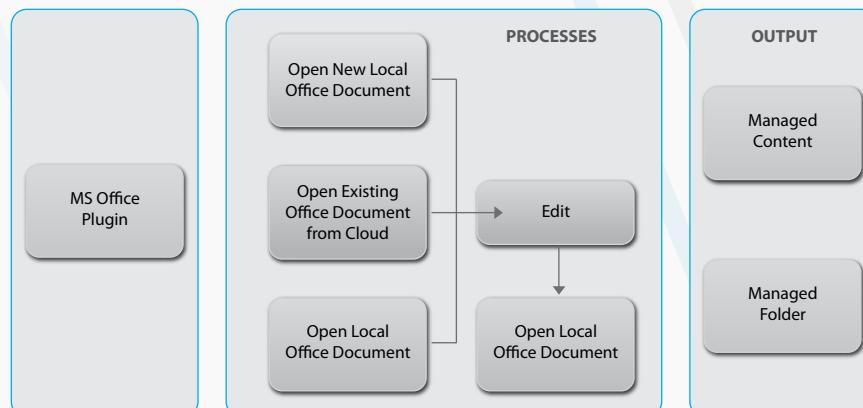 MS Office
Plugin
PROCESSES
Open New Local
Office Document
Open Existing
Office Document
from Cloud
Edit
Open Local
Office Document
Open Local
Office Document
OUTPUT
Managed
Content
Managed
Folder